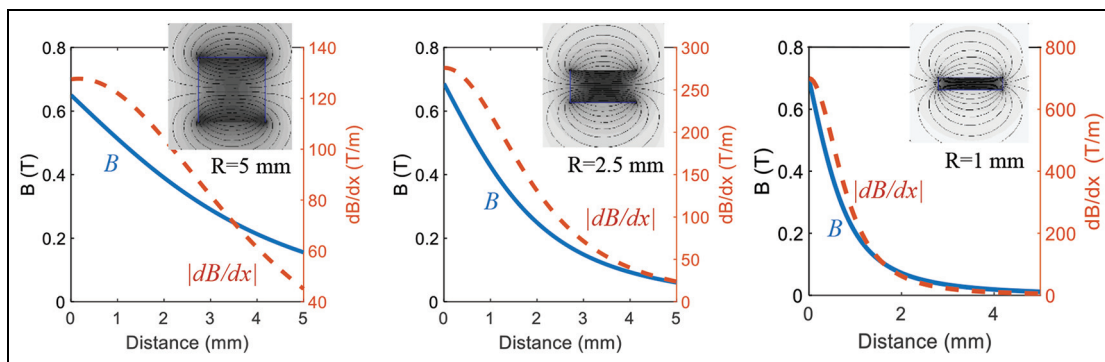 0.8
0.6
0.4
0.2
0
B (T)
0 1 2 3 4 5
Distance (mm)
140
120
100
80
60
40
dB/dx (T/m)
R=5 mm
B
|dB/dx|
0.8
0.6
0.4
0.2
0
B (T)
0 1 2 3 4 5
Distance (mm)
300
250
200
150
100
50
0
dB/dx (T/m)
R=2.5 mm
B
|dB/dx|
0.8
0.6
0.4
0.2
0
B (T)
0 2 4
Distance (mm)
800
600
400
200
0
dB/dx (T/m)
R=1 mm
|dB/dx|
B